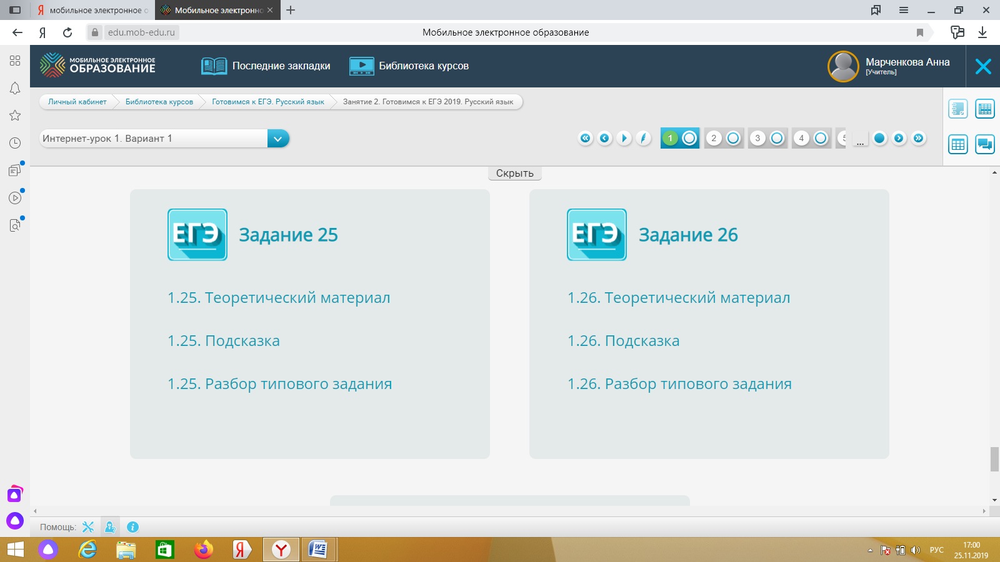 мобильное электронное о
Мобильное электронно
edu.mob-edu.ru
Мобильное электронное образование
МОБИЛЬНОЕ ЭЛЕКТРОННОЕ
ОБРАЗОВАНИЕ
Последние закладки
Библиотека курсов
Марченкова Анна
[Учитель]
Личный кабинет
Библиотека курсов
Готовимся к ЕГЭ. Русский язык
Занятие 2. Готовимся к ЕГЭ 2019. Русский язык
Интернет-урок 1. Вариант 1
1 2 3 4 5 ...
Скрыть
ЕГЭ Задание 25
1.25. Теоретический материал
1.25. Подсказка
1.25. Разбор типового задания
ЕГЭ Задание 26
1.26. Теоретический материал
1.26. Подсказка
1.26. Разбор типового задания
Помощь:
РУС
17:00
25.11.2019